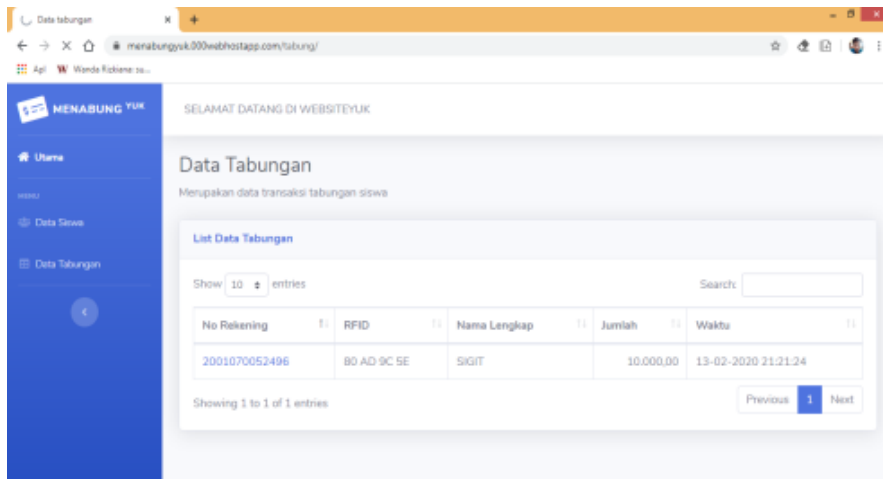 Data tabungan
menabungyuk.000webhostapp.com/tabung/
Apl
MENABUNG YUK
SELAMAT DATANG DI WEBSITEYUK
Utama
Data Tabungan
Merupakan data transaksi tabungan siswa
MENU
Data Siswa
List Data Tabungan
Data Tabungan
Show 10 entries
Search:
No Rekening RFID Nama Lengkap Jumlah Waktu
2001070052496 80 AD 9C 5E SIGIT 10.000,00 13-02-2020 21:21:24
Showing 1 to 1 of 1 entries
Previous 1 Next